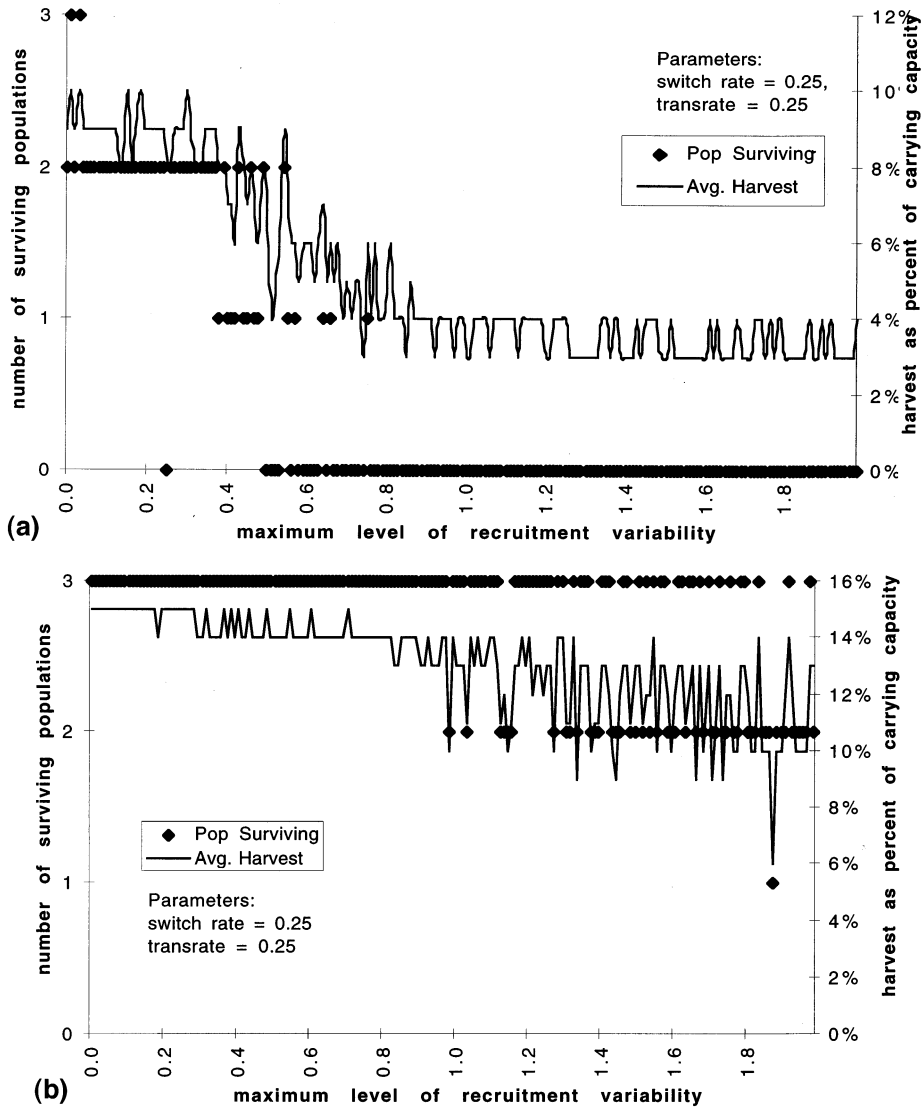 3
2
1
0
number of surviving populations
12%
10%
8%
6%
4%
2%
0%
harvest as percent of carrying capacity
Parameters:
switch rate = 0.25,
transrate = 0.25
Pop Surviving
Avg. Harvest
0.0
0.2
0.4
0.6
0.8
1.0
1.2
1.4
1.6
1.8
(a)
maximum level of recruitment variability
3
2
1
0
number of surviving populations
16%
14%
12%
10%
8%
6%
4%
2%
0%
harvest as percent of carrying capacity
Pop Surviving
Avg. Harvest
Parameters:
switch rate = 0.25
transrate = 0.25
0.0
0.2
0.4
0.6
0.8
1.0
1.2
1.4
1.6
1.8
(b)
maximum level of recruitment variability